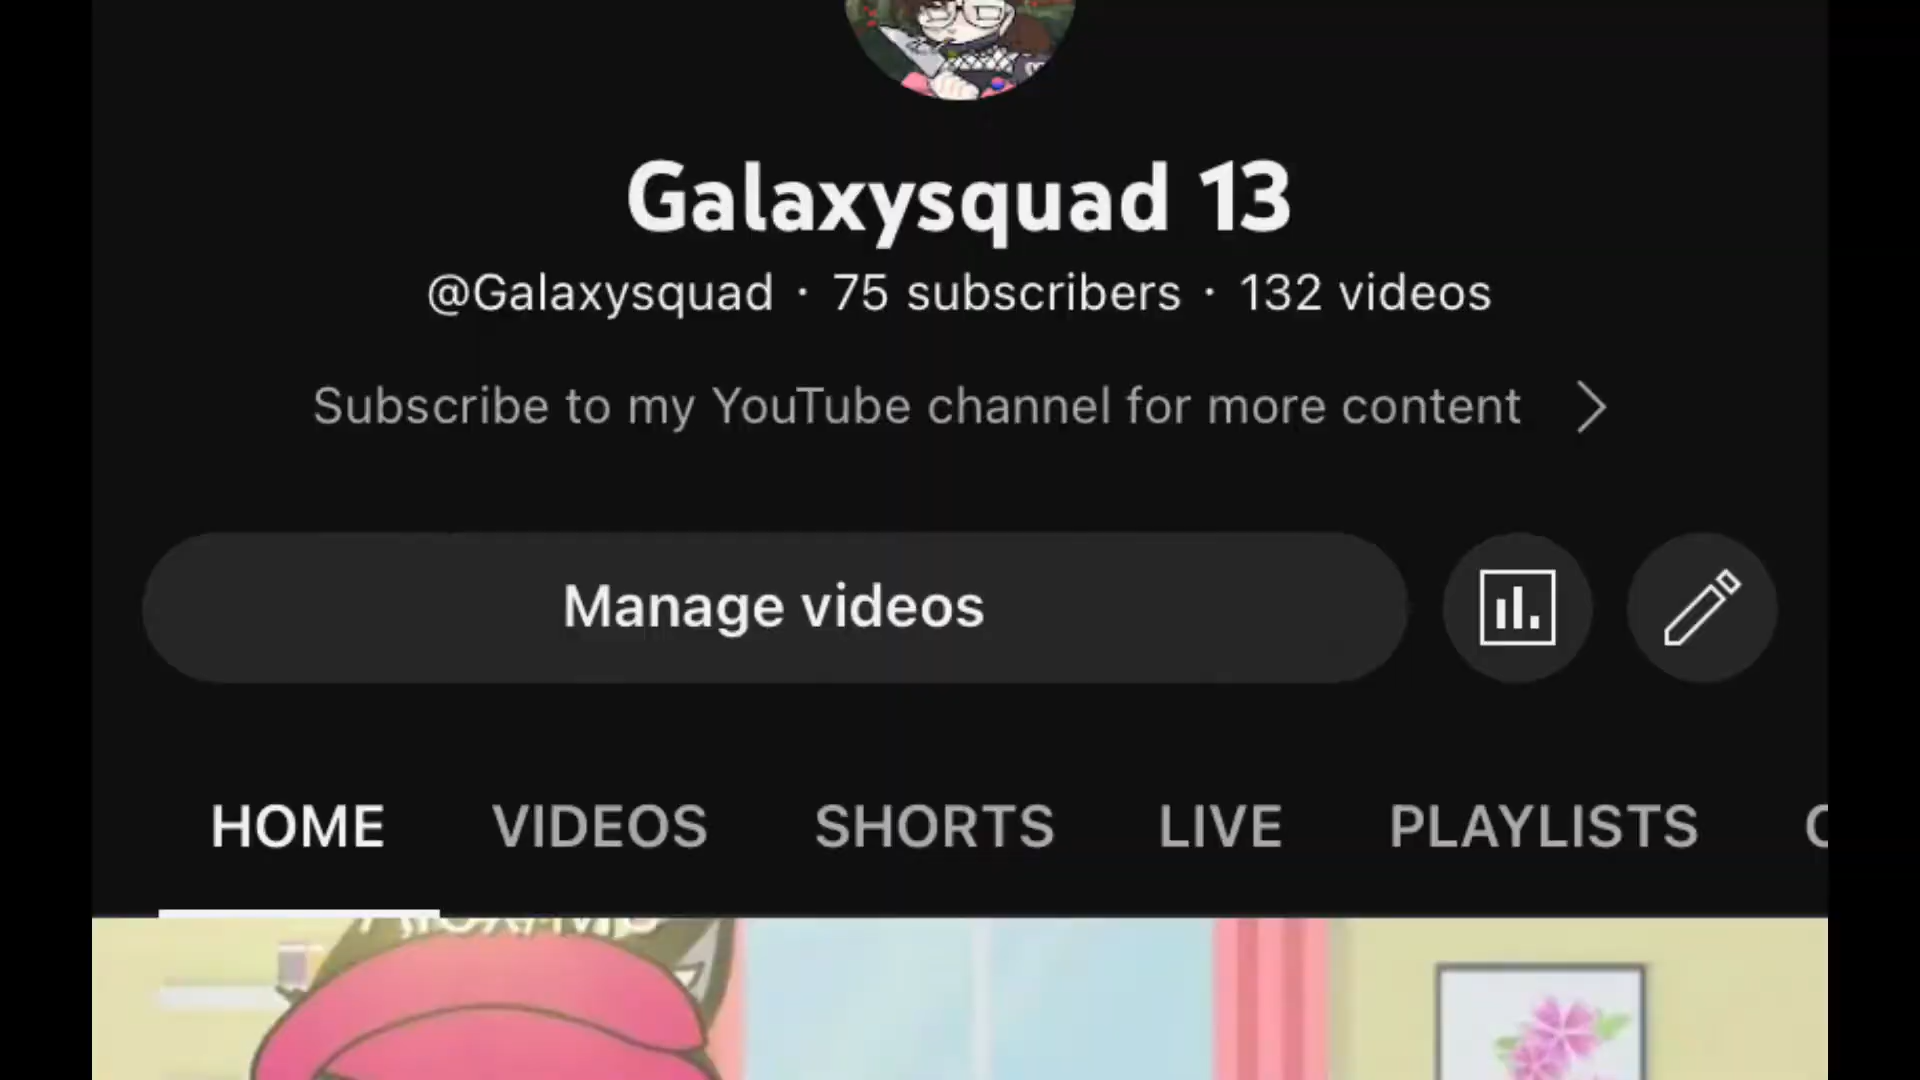 Galaxysquad 13
@Galaxysquad · 75 subscribers · 132 videos
Subscribe to my YouTube channel for more content
Manage videos
HOME VIDEOS SHORTS LIVE PLAYLISTS